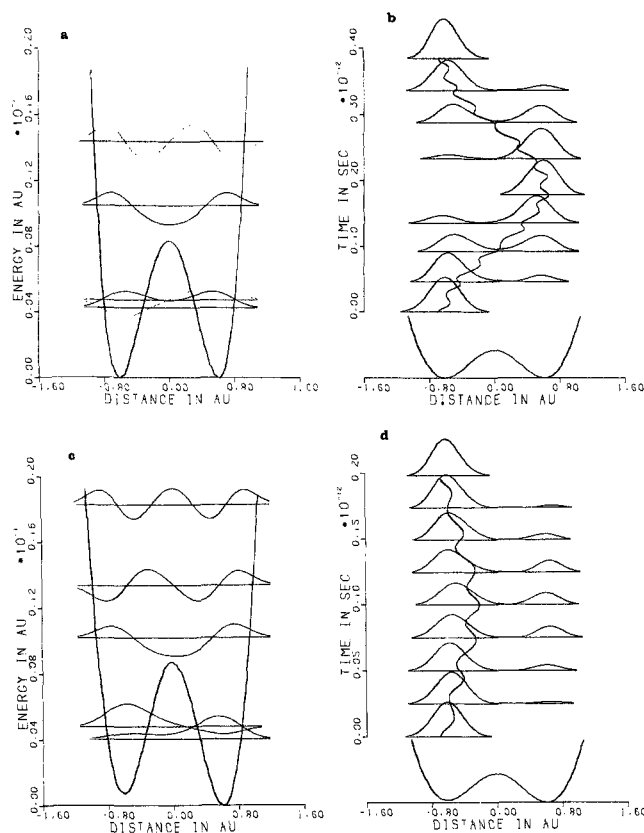 a
ENERGY IN AU *10⁻¹
0.00 0.04 0.08 0.12 0.16 0.20
-1.60 -0.80 0.00 0.80 1.60
DISTANCE IN AU
b
TIME IN SEC *10⁻¹²
0.00 0.10 0.20 0.30 0.40
-1.60 -0.80 0.00 0.80 1.60
DISTANCE IN AU
c
ENERGY IN AU *10⁻¹
0.00 0.04 0.08 0.12 0.16 0.20
-1.60 -0.80 0.00 0.80 1.60
DISTANCE IN AU
d
TIME IN SEC *10⁻¹²
0.00 0.05 0.10 0.15 0.20
-1.60 -0.80 0.00 0.80 1.60
DISTANCE IN AU